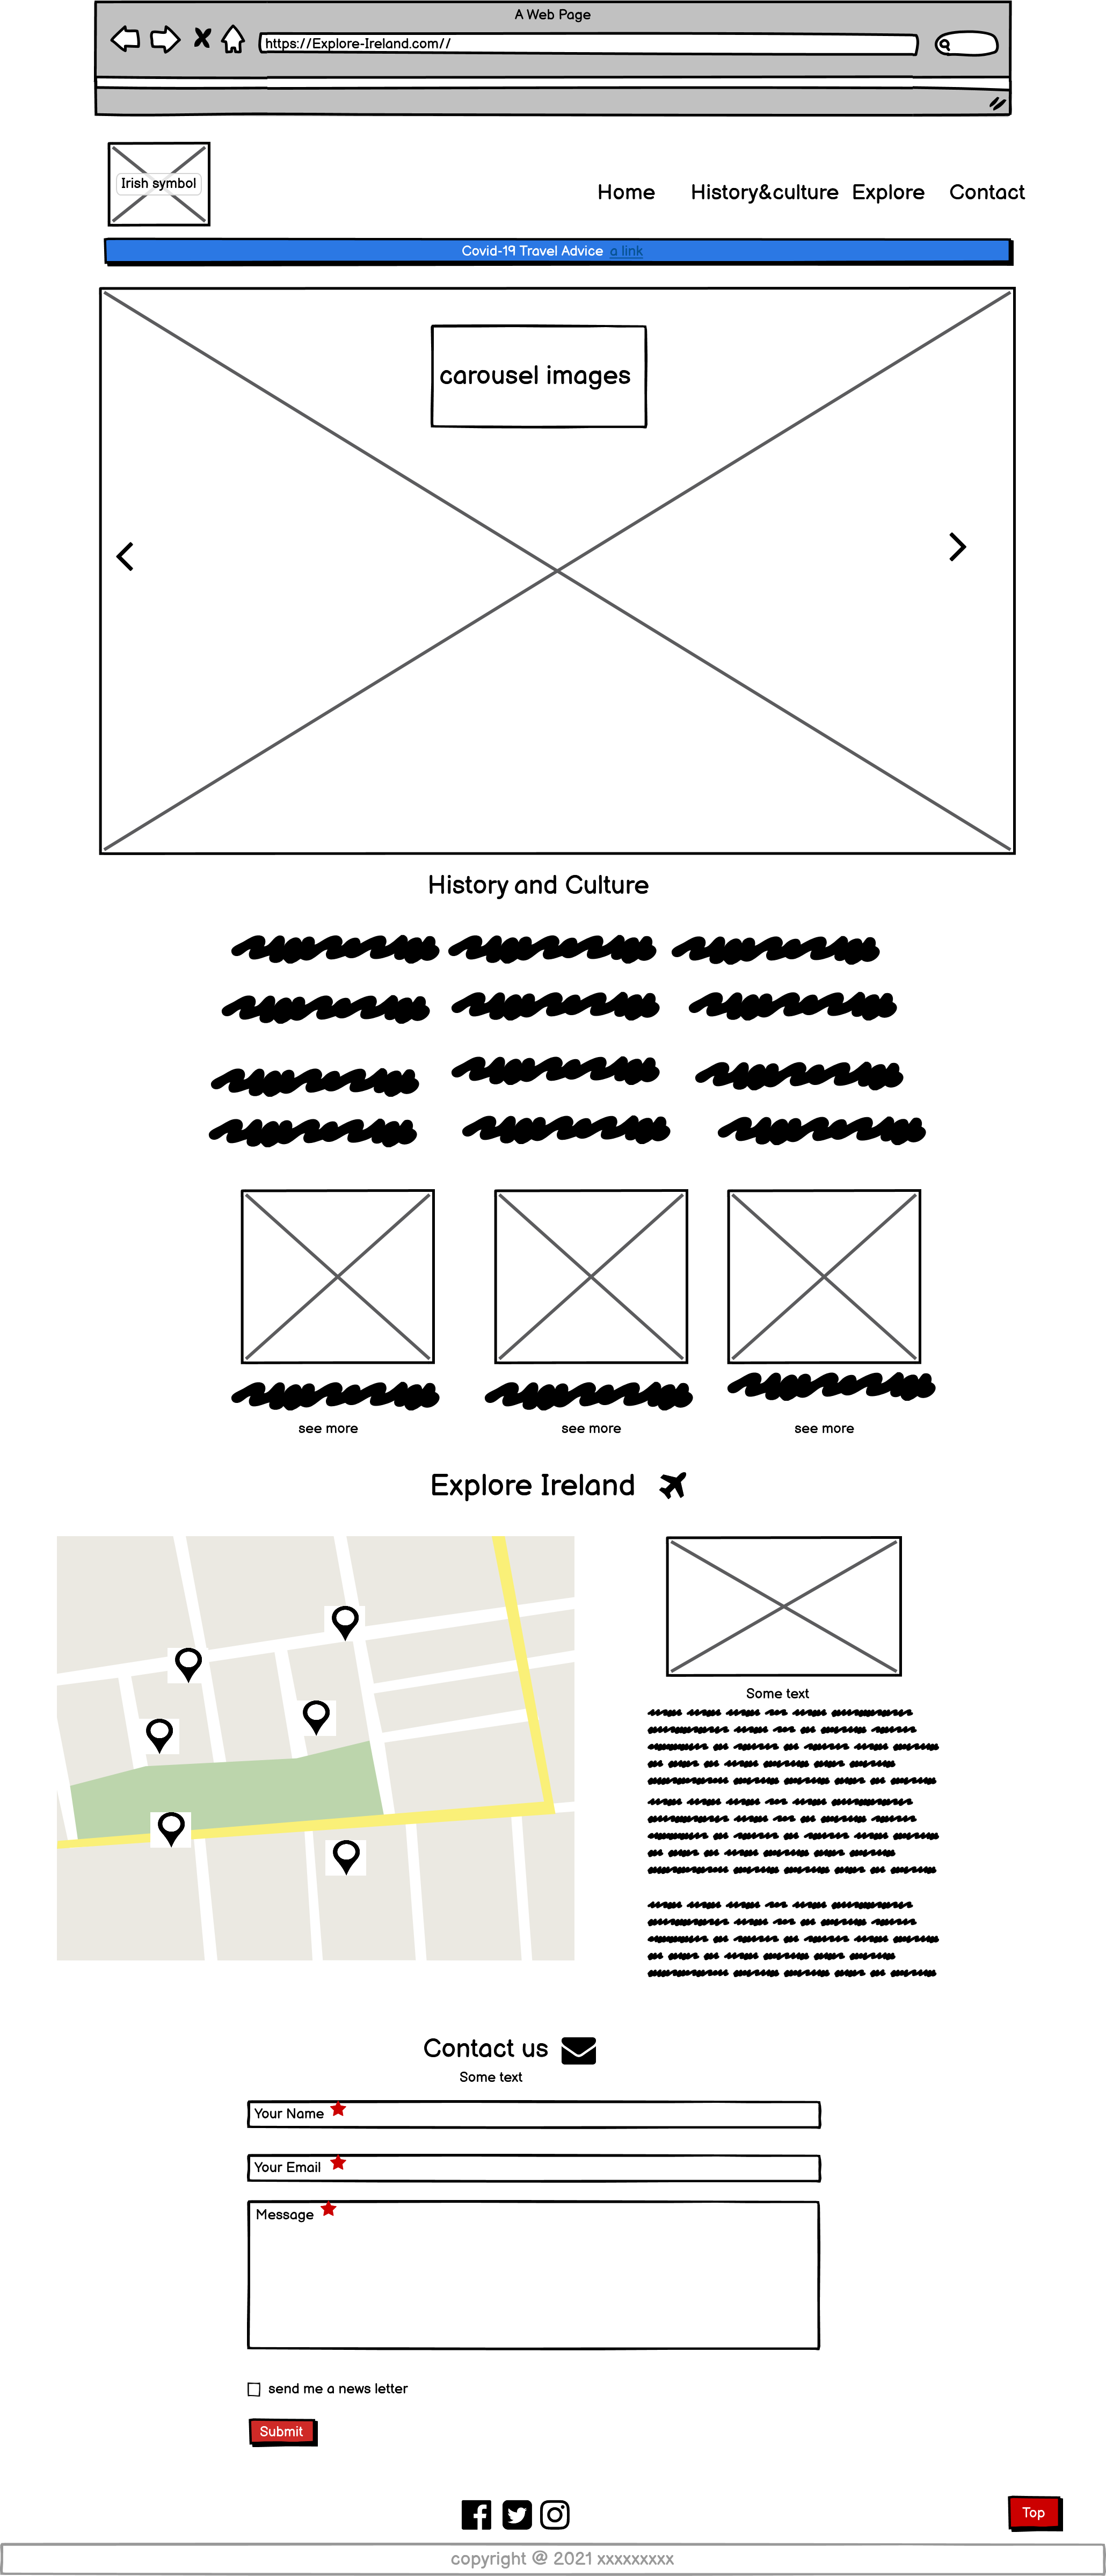 A Web Page
https://Explore-Ireland.com//
Irish symbol
Home History&culture Explore Contact
Covid-19 Travel Advice a link
carousel images
History and Culture
see more see more see more
Explore Ireland
Some text
Contact us
Some text
Your Name
Your Email
Message
send me a news letter
Submit
Top
copyright @ 2021 xxxxxxxxx